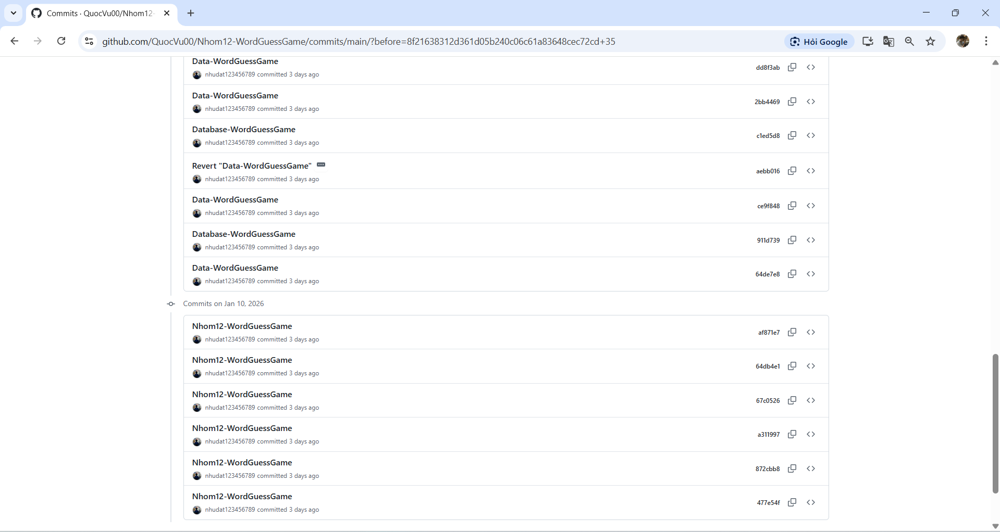 Commits · QuocVu00/Nhom12-
github.com/QuocVu00/Nhom12-WordGuessGame/commits/main/?before=8f21638312d361d05b240c06c61a83648cec72cd+35
Hỏi Google
Data-WordGuessGame
nhudat123456789 committed 3 days ago
dd8f3ab
Data-WordGuessGame
nhudat123456789 committed 3 days ago
2bb4469
Database-WordGuessGame
nhudat123456789 committed 3 days ago
c1ed5d8
Revert "Data-WordGuessGame"
nhudat123456789 committed 3 days ago
aebb016
Data-WordGuessGame
nhudat123456789 committed 3 days ago
ce9f848
Database-WordGuessGame
nhudat123456789 committed 3 days ago
911d739
Data-WordGuessGame
nhudat123456789 committed 3 days ago
64de7e8
Commits on Jan 10, 2026
Nhom12-WordGuessGame
nhudat123456789 committed 3 days ago
af871e7
Nhom12-WordGuessGame
nhudat123456789 committed 3 days ago
64db4e1
Nhom12-WordGuessGame
nhudat123456789 committed 3 days ago
67c0526
Nhom12-WordGuessGame
nhudat123456789 committed 3 days ago
a311997
Nhom12-WordGuessGame
nhudat123456789 committed 3 days ago
872cbb8
Nhom12-WordGuessGame
nhudat123456789 committed 3 days ago
477e54f